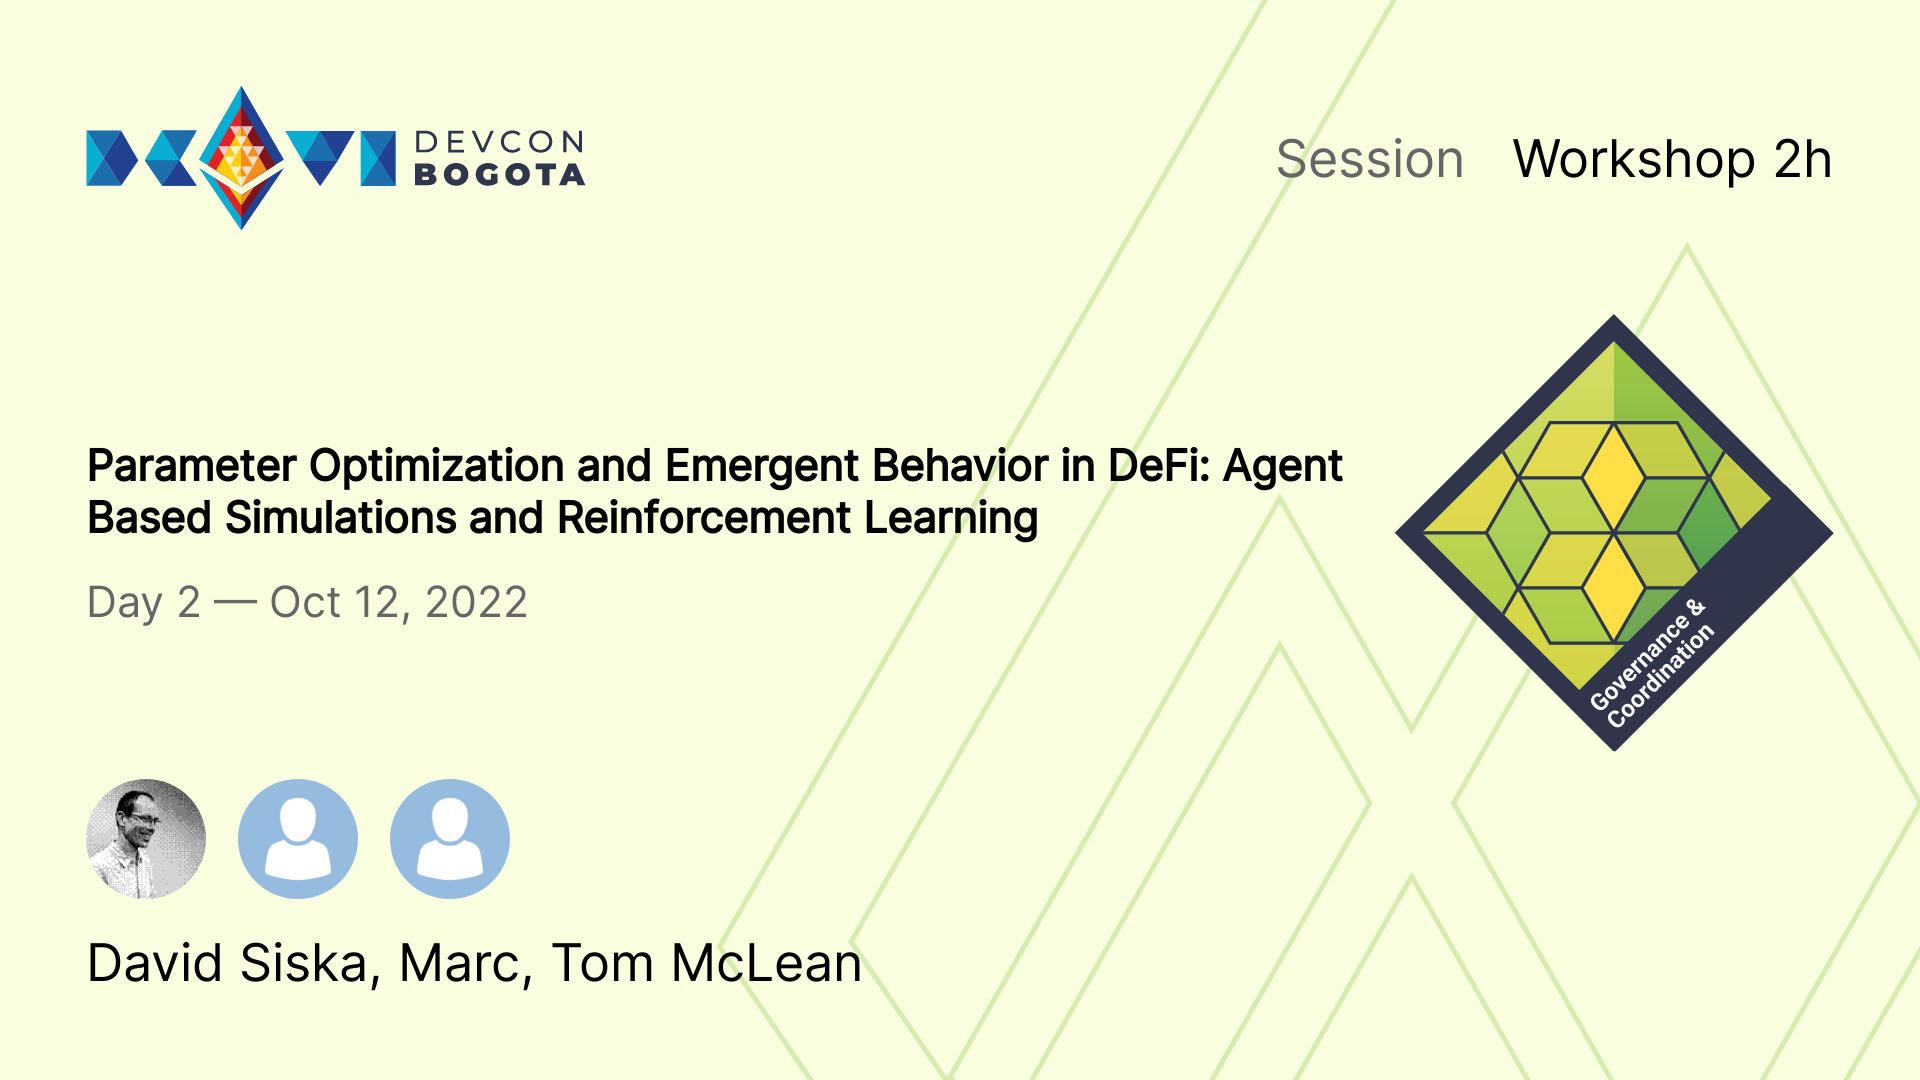 DEVCON
BOGOTA
Session Workshop 2h
Parameter Optimization and Emergent Behavior in DeFi: Agent
Based Simulations and Reinforcement Learning
Day 2 — Oct 12, 2022
Governance &
Coordination
David Siska, Marc, Tom McLean